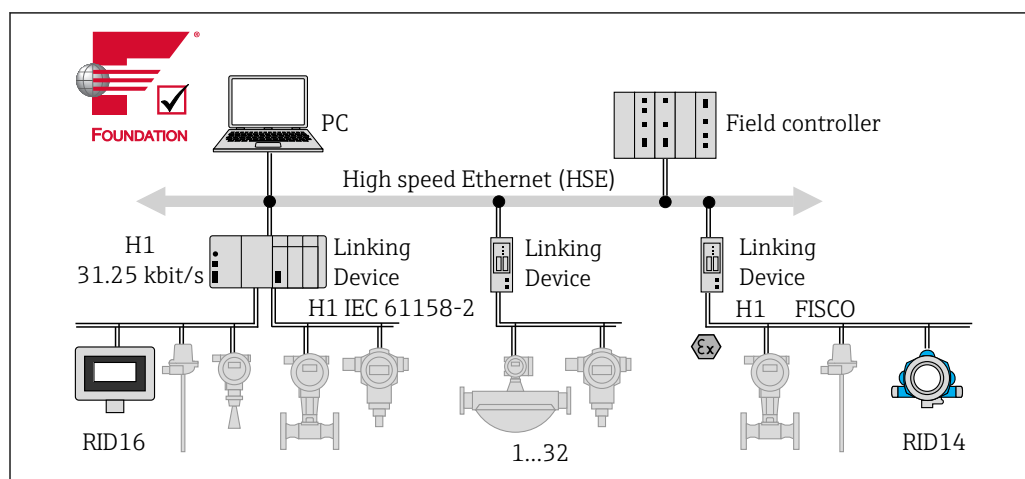 ®
FOUNDATION
PC
Field controller
High speed Ethernet (HSE)
H1
31.25 kbit/s
Linking
Device
Linking
Device
Linking
Device
H1 IEC 61158-2
H1 FISCO
εx
RID16
1...32
RID14